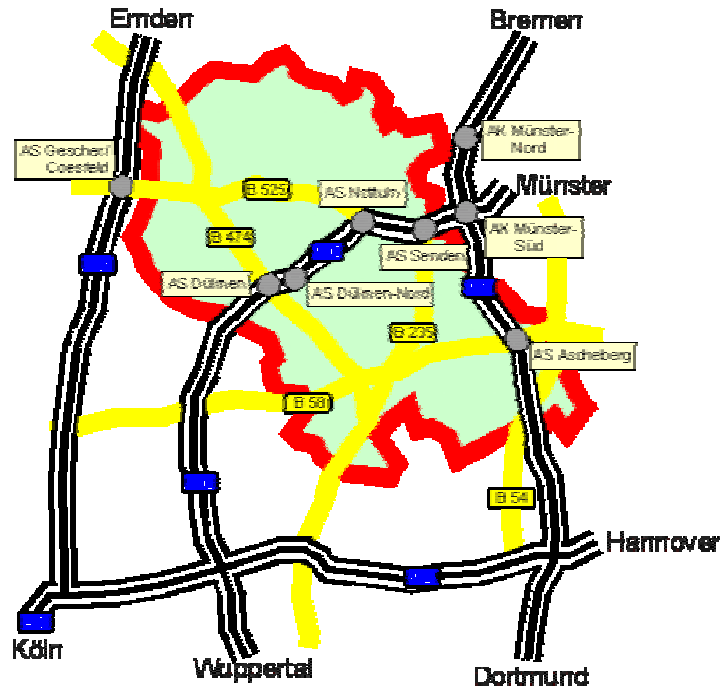 Emden
Bremen
AK Münster-
Nord
AS Gescher/
Coesfeld
Münster
B 525
AS Nottuln
AK Münster-
Süd
B 474
AS Senden
AS Dülmen
AS Dülmen-Nord
B 235
AS Ascheberg
B 58
B 54
Hannover
Köln
Wuppertal
Dortmund